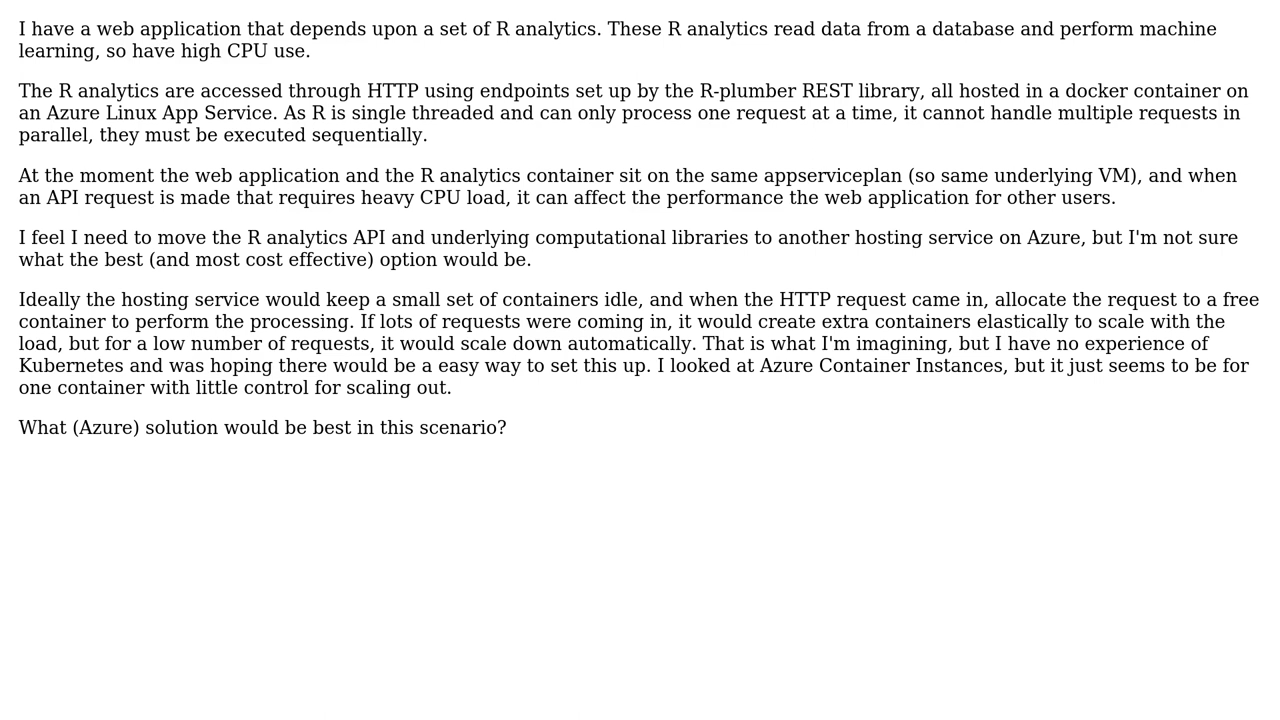 I have a web application that depends upon a set of R analytics. These R analytics read data from a database and perform machine
learning, so have high CPU use.
The R analytics are accessed through HTTP using endpoints set up by the R-plumber REST library, all hosted in a docker container on
an Azure Linux App Service. As R is single threaded and can only process one request at a time, it cannot handle multiple requests in
parallel, they must be executed sequentially.
At the moment the web application and the R analytics container sit on the same appserviceplan (so same underlying VM), and when
an API request is made that requires heavy CPU load, it can affect the performance the web application for other users.
I feel I need to move the R analytics API and underlying computational libraries to another hosting service on Azure, but I'm not sure
what the best (and most cost effective) option would be.
Ideally the hosting service would keep a small set of containers idle, and when the HTTP request came in, allocate the request to a free
container to perform the processing. If lots of requests were coming in, it would create extra containers elastically to scale with the
load, but for a low number of requests, it would scale down automatically. That is what I'm imagining, but I have no experience of
Kubernetes and was hoping there would be a easy way to set this up. I looked at Azure Container Instances, but it just seems to be for
one container with little control for scaling out.
What (Azure) solution would be best in this scenario?